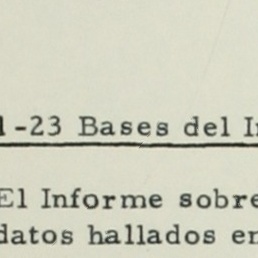 1-23 Bases del I
El Informe sobre
datos hallados en